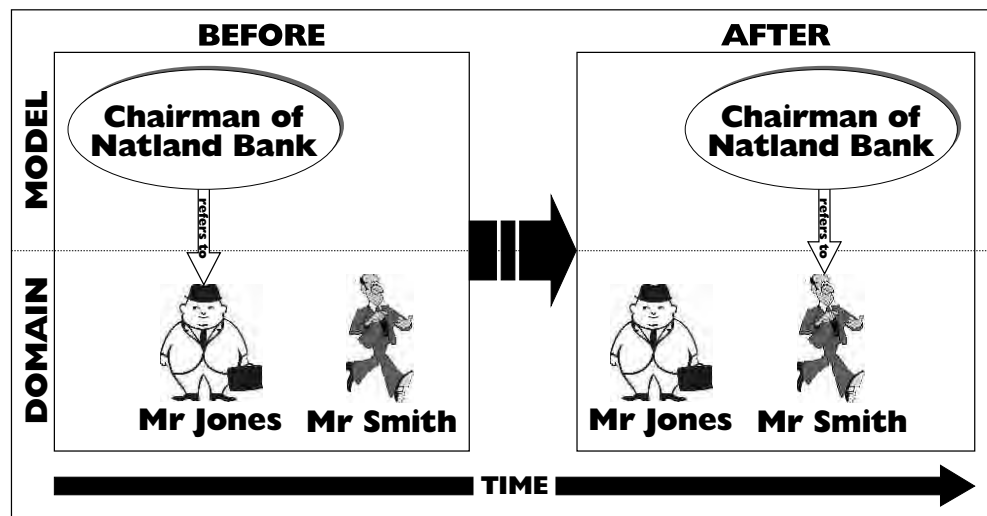 BEFORE
AFTER
MODEL
Chairman of
Natland Bank
refers to
Chairman of
Natland Bank
refers to
DOMAIN
Mr Jones
Mr Smith
Mr Jones
Mr Smith
TIME